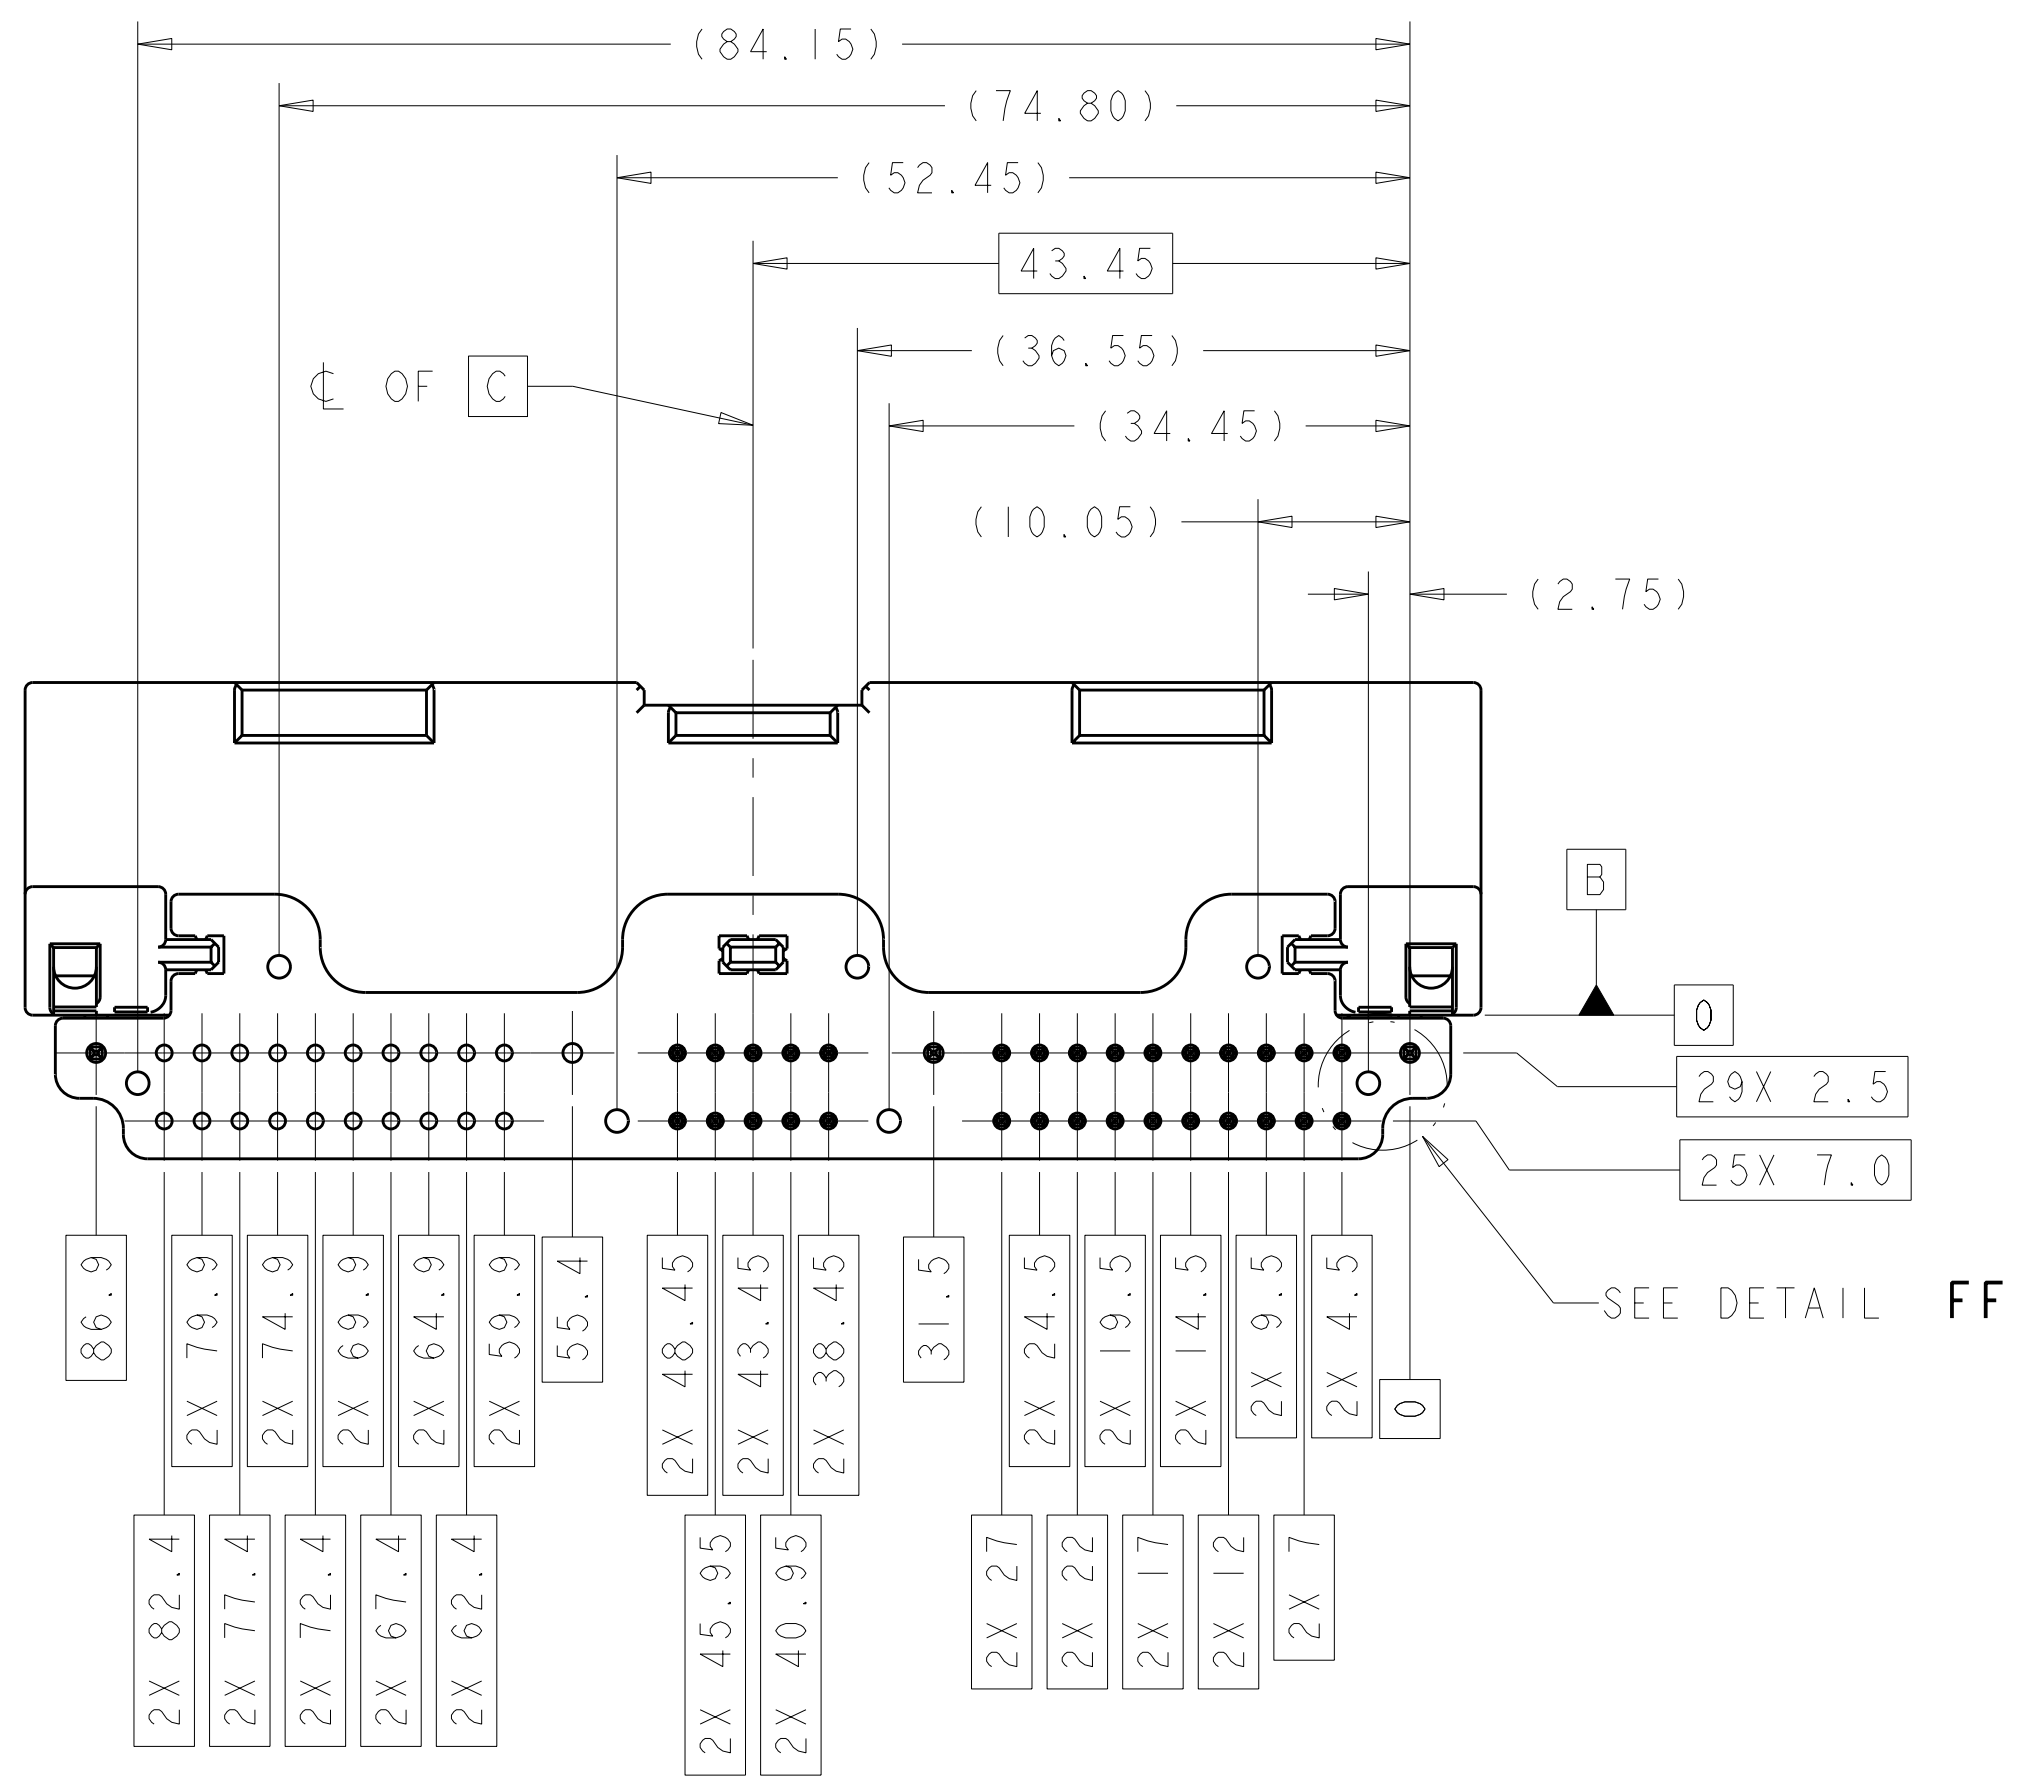 (84.15)
(74.80)
(52.45)
43.45
(36.55)
℄ OF C
(34.45)
(10.05)
(2.75)
B
0
29X 2.5
25X 7.0
SEE DETAIL FF
86.9
2X 79.9
2X 74.9
2X 69.9
2X 64.9
2X 59.9
55.4
2X 48.45
2X 43.45
2X 38.45
31.5
2X 24.5
2X 19.5
2X 14.5
2X 9.5
2X 4.5
0
2X 82.4
2X 77.4
2X 72.4
2X 67.4
2X 62.4
2X 45.95
2X 40.95
2X 27
2X 22
2X 17
2X 12
2X 7